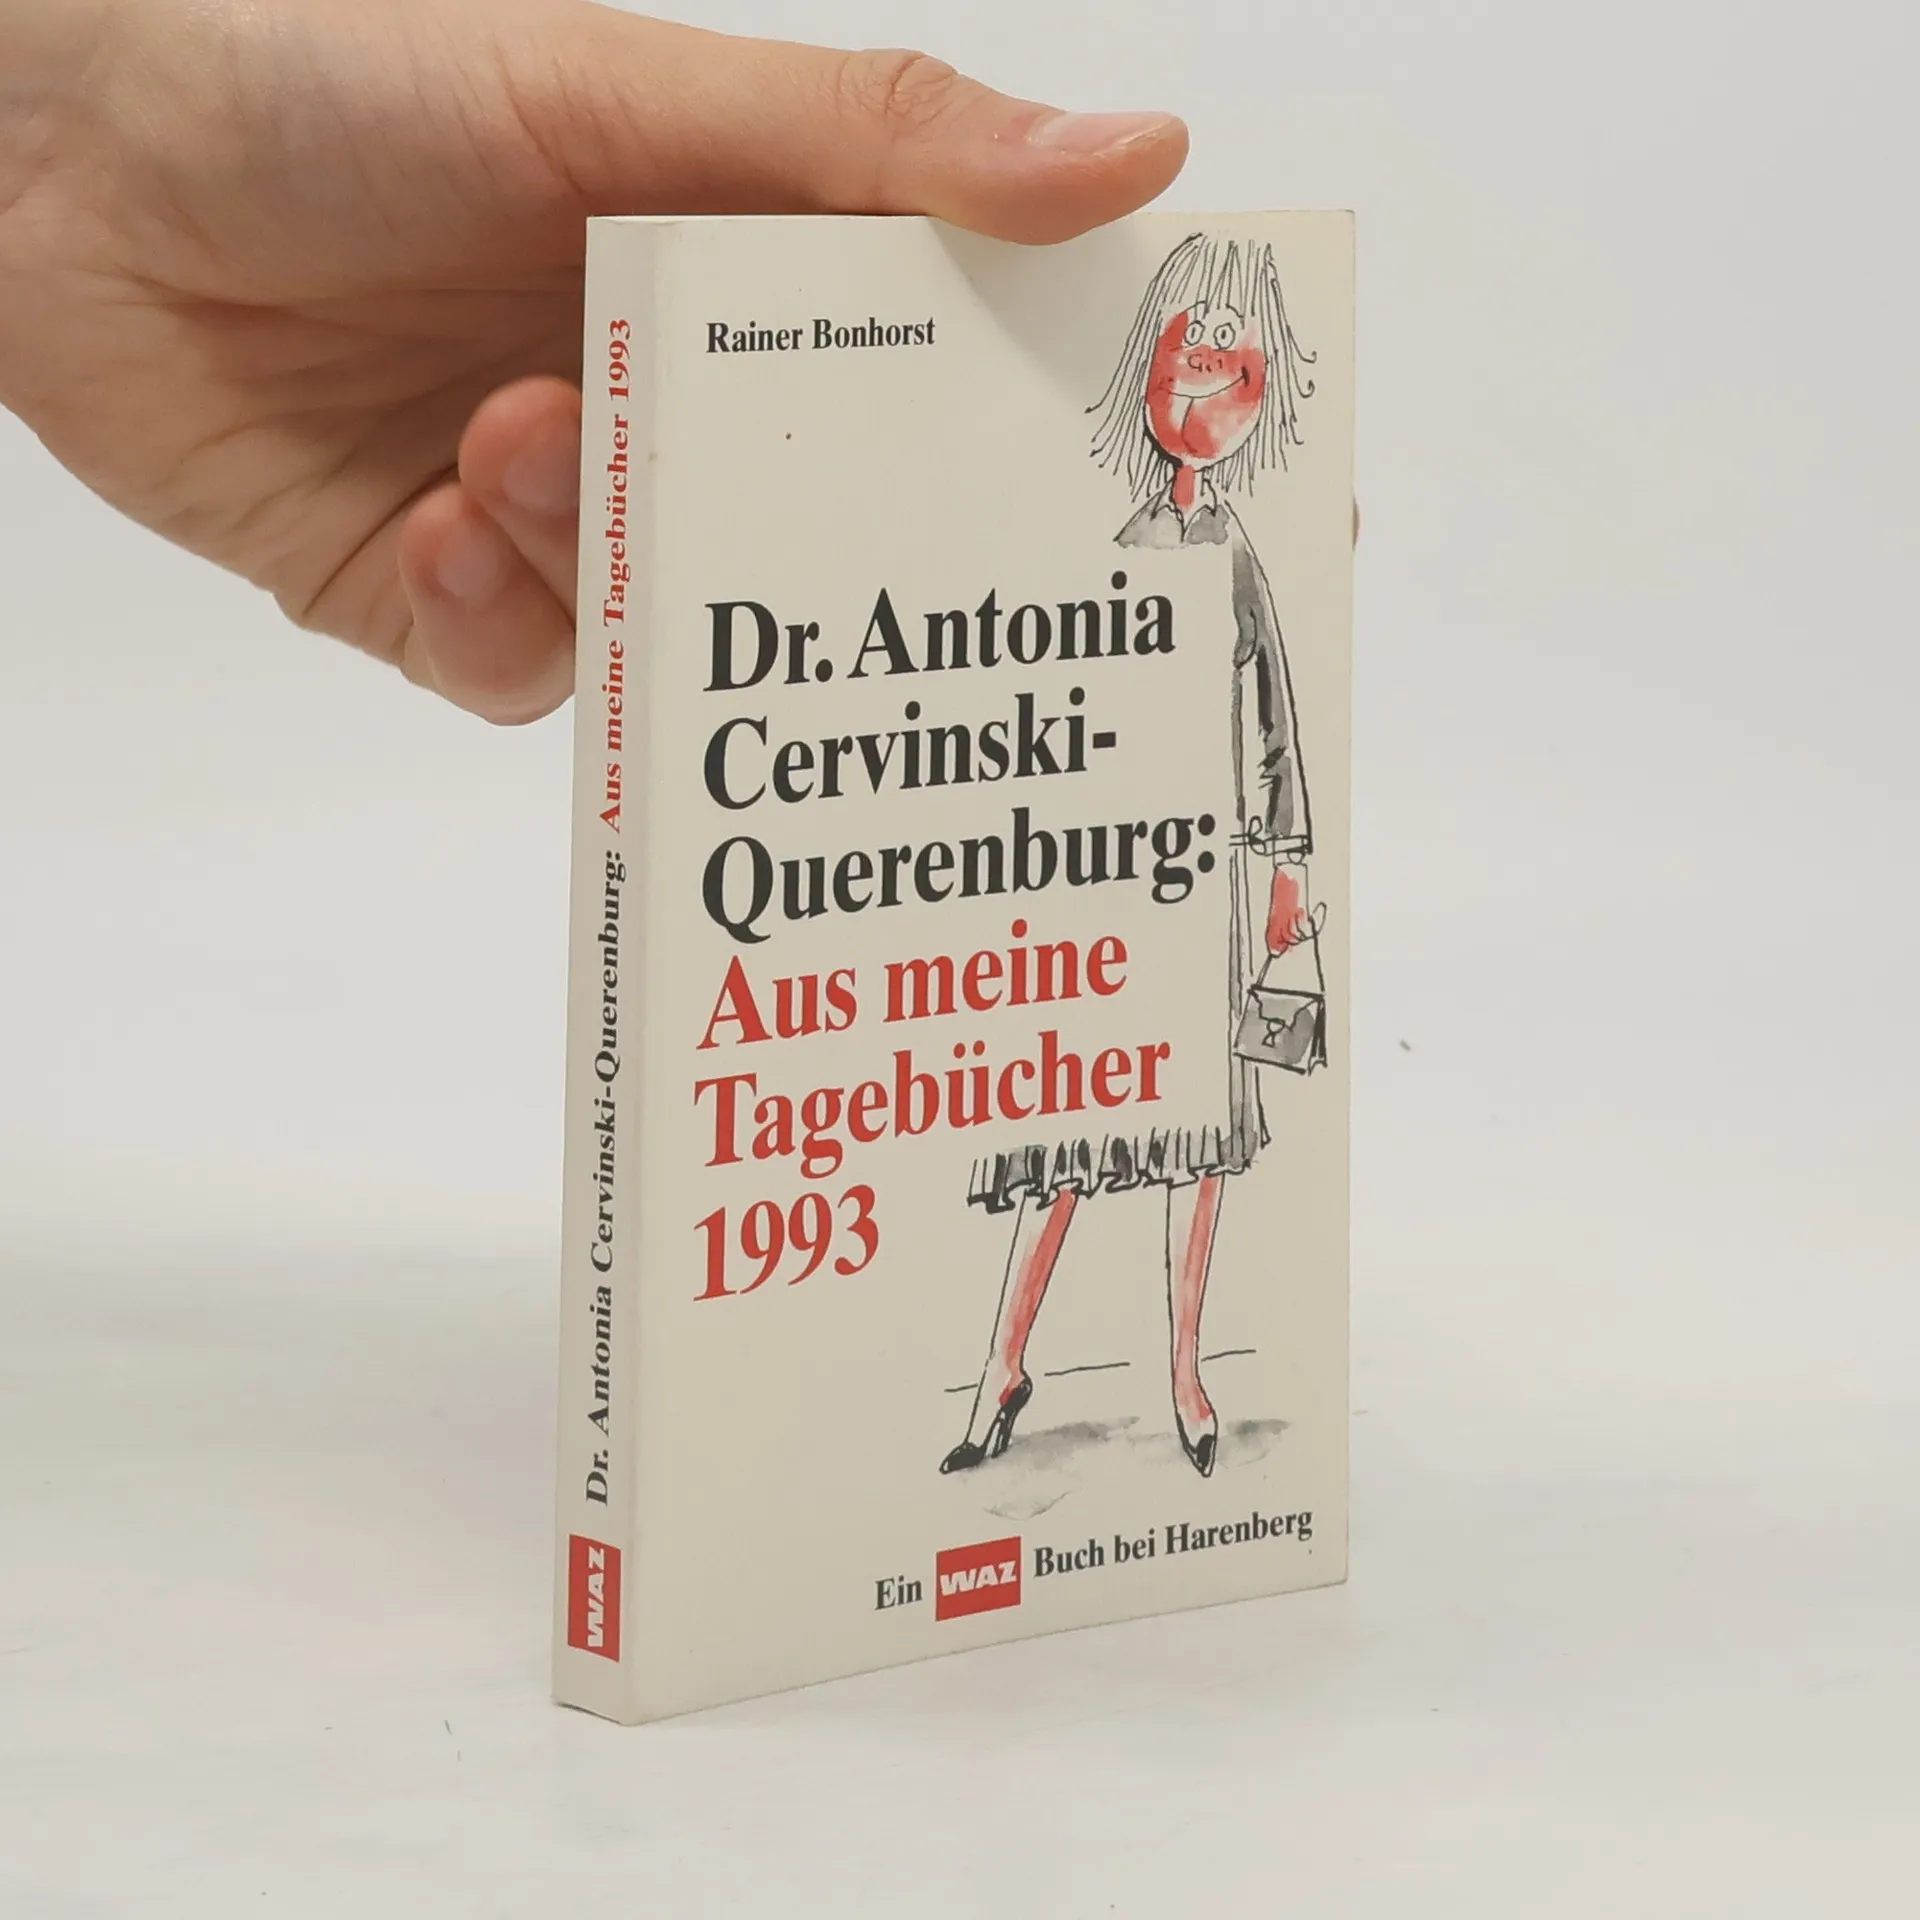 Rainer Bonhorst
Dr. Antonia
Cervinski-
Querenburg:
Aus meine
Tagebücher
1993
Ein WAZ Buch bei Harenberg
WAZ Dr. Antonia Cervinski-Querenburg: Aus meine Tagebücher 1993